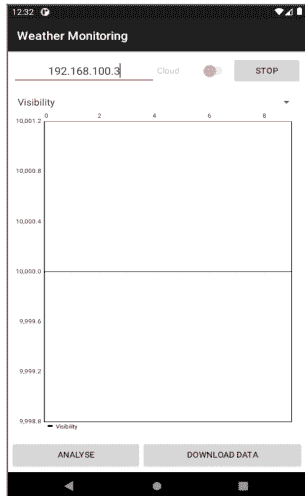 12:32
Weather Monitoring
192.168.100.3 Cloud STOP
Visibility
0 2 4 6 8
10,001.2
10,000.8
10,000.4
10,000.0
9,999.6
9,999.2
9,998.8
Visibility
ANALYSE DOWNLOAD DATA